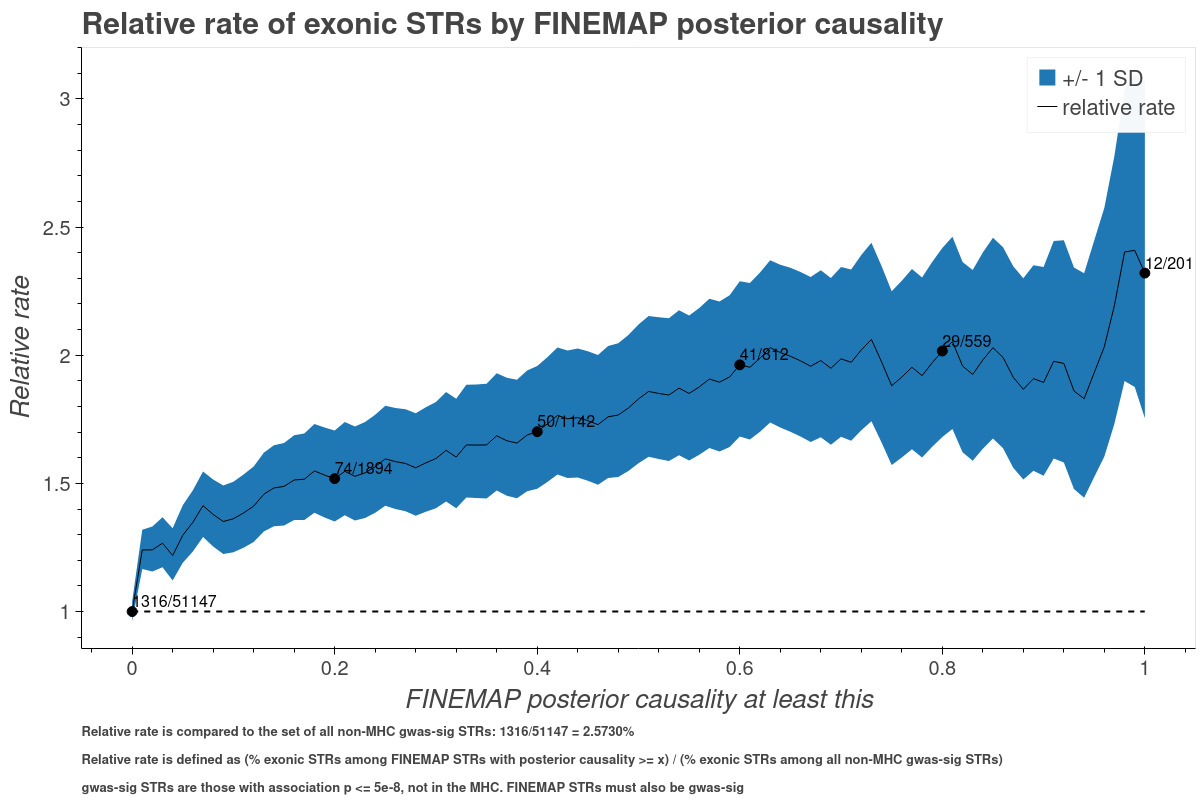 Relative rate of exonic STRs by FINEMAP posterior causality
+/- 1 SD
relative rate
3
2.5
2
1.5
1
Relative rate
12/201
29/559
41/812
50/1142
74/1894
1316/51147
0
0.2
0.4
0.6
0.8
1
FINEMAP posterior causality at least this
Relative rate is compared to the set of all non-MHC gwas-sig STRs: 1316/51147 = 2.5730%
Relative rate is defined as (% exonic STRs among FINEMAP STRs with posterior causality >= x) / (% exonic STRs among all non-MHC gwas-sig STRs)
gwas-sig STRs are those with association p <= 5e-8, not in the MHC. FINEMAP STRs must also be gwas-sig